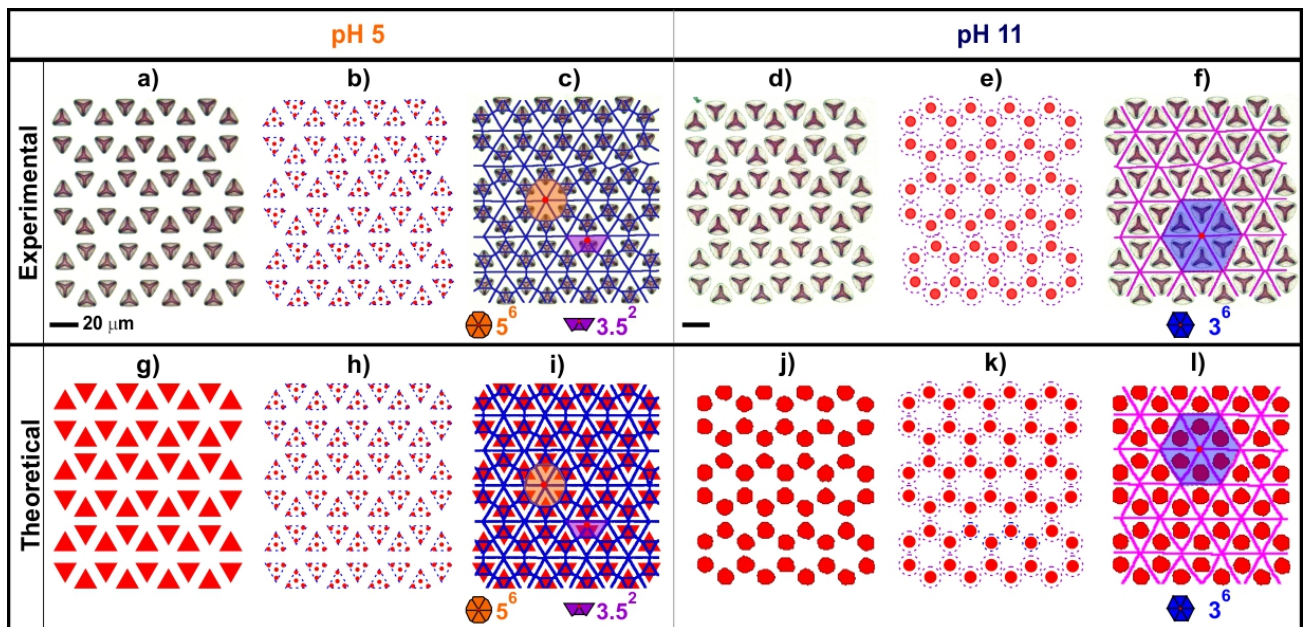 pH 5
pH 11
Experimental
a)
b)
c)
d)
e)
f)
20 μm
5⁶
3.5²
3⁶
Theoretical
g)
h)
i)
j)
k)
l)
5⁶
3.5²
3⁶